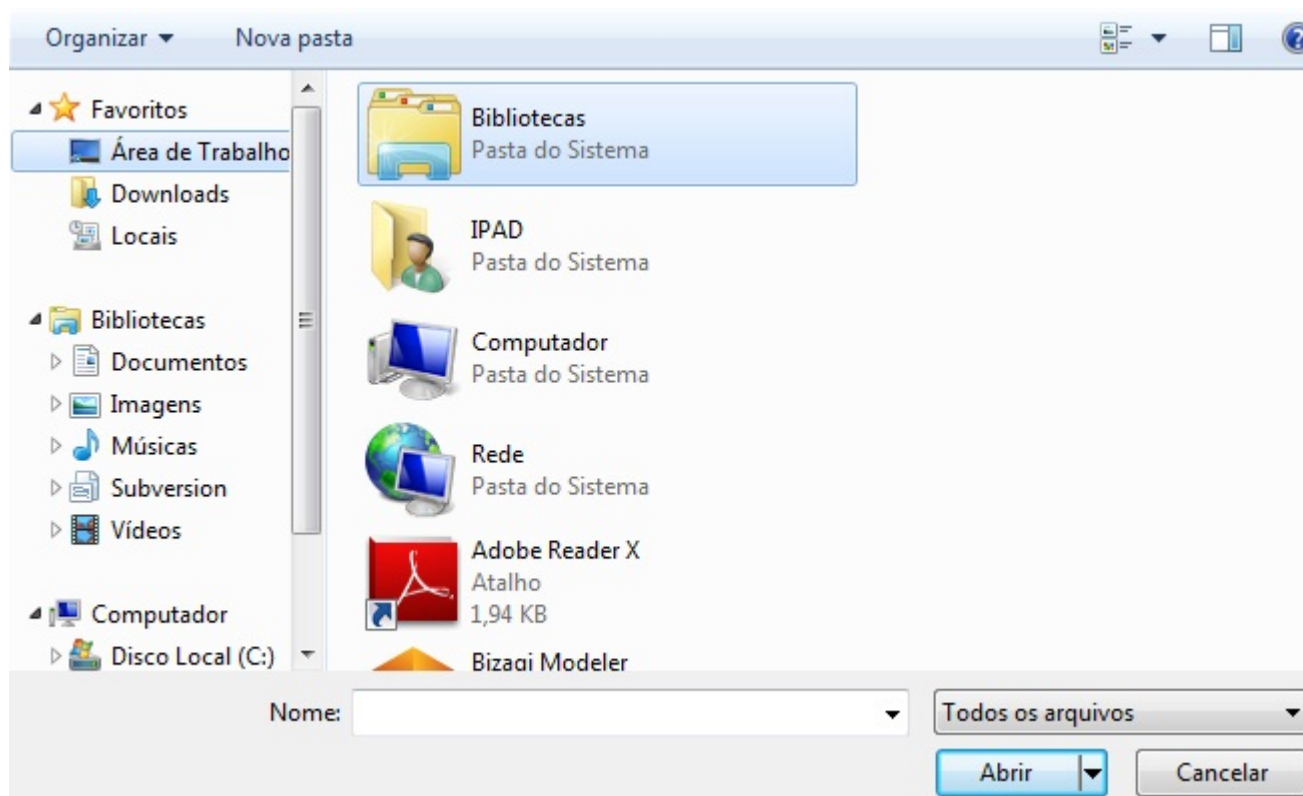 Organizar
Nova pasta
Favoritos
Área de Trabalho
Downloads
Locais
Bibliotecas
Documentos
Imagens
Músicas
Subversion
Vídeos
Computador
Disco Local (C:)
Bibliotecas
Pasta do Sistema
IPAD
Pasta do Sistema
Computador
Pasta do Sistema
Rede
Pasta do Sistema
Adobe Reader X
Atalho
1,94 KB
Bizagi Modeler
Nome:
Todos os arquivos
Abrir
Cancelar